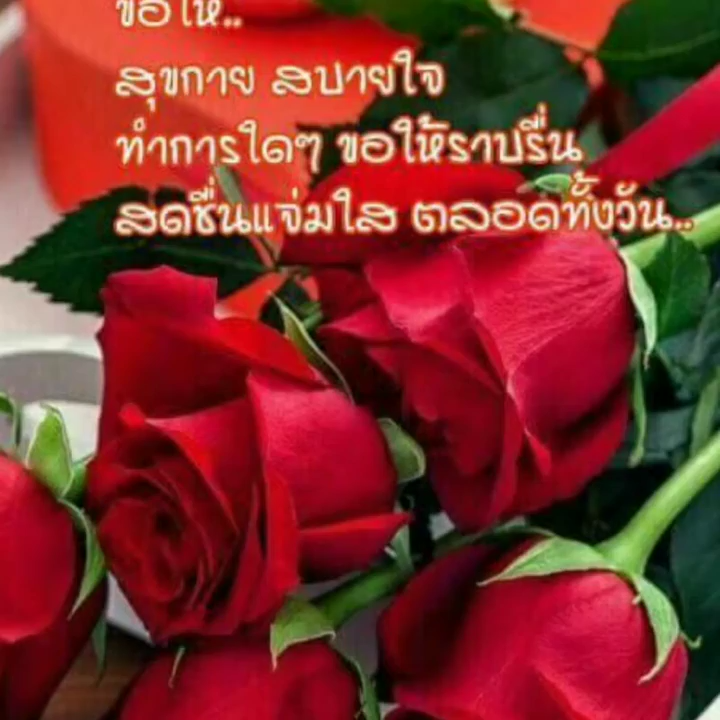 ขอให้..
สุขกาย สบายใจ
ทำการใดๆ ขอให้ราบรื่น
สดชื่นแจ่มใส ตลอดทั้งวัน..